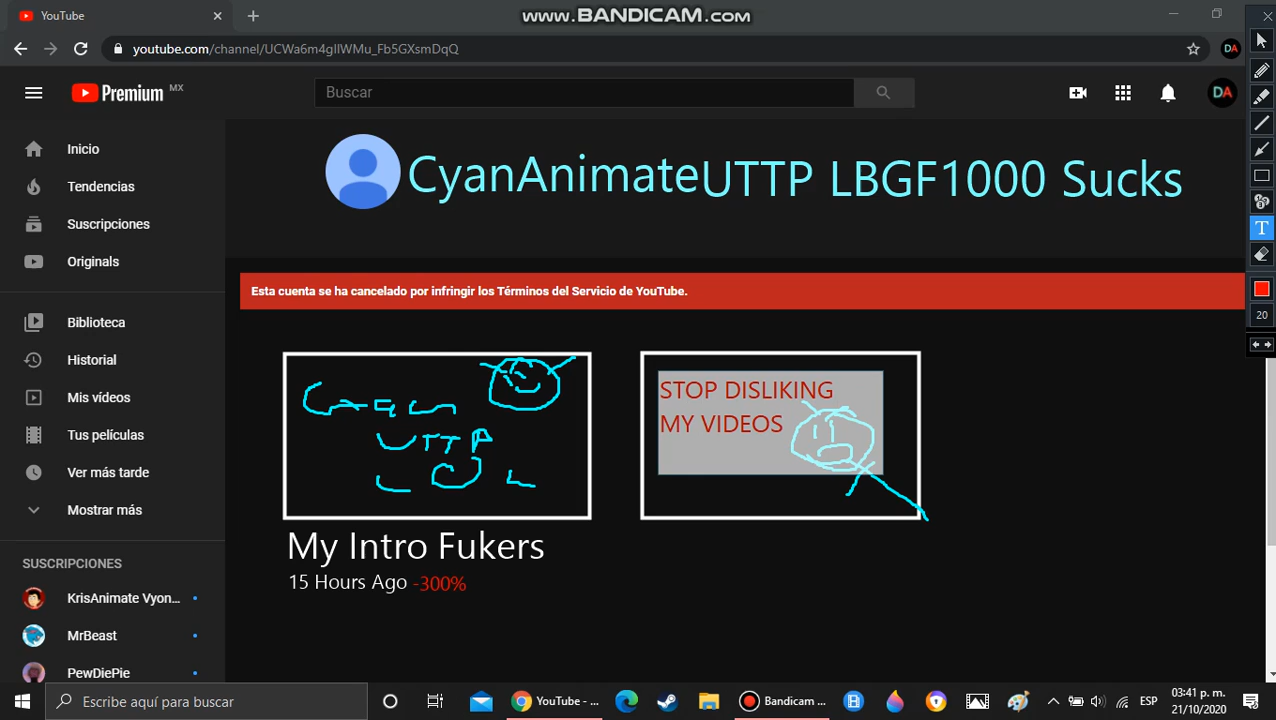 YouTube
www.BANDICAM.com
youtube.com/channel/UCWa6m4gIlWMu_Fb5GXsmDqQ
DA
Premium MX
Buscar
DA
Inicio
Tendencias
Suscripciones
Originals
Biblioteca
Historial
Mis vídeos
Tus películas
Ver más tarde
Mostrar más
SUSCRIPCIONES
KrisAnimate Vyon...
MrBeast
PewDiePie
CyanAnimateUTTP LBGF1000 Sucks
Esta cuenta se ha cancelado por infringir los Términos del Servicio de YouTube.
UTTP
LOL
My Intro Fukers
15 Hours Ago -300%
STOP DISLIKING
MY VIDEOS
T
20
Escribe aquí para buscar
YouTube - ...
Bandicam ...
ESP
03:41 p. m.
21/10/2020